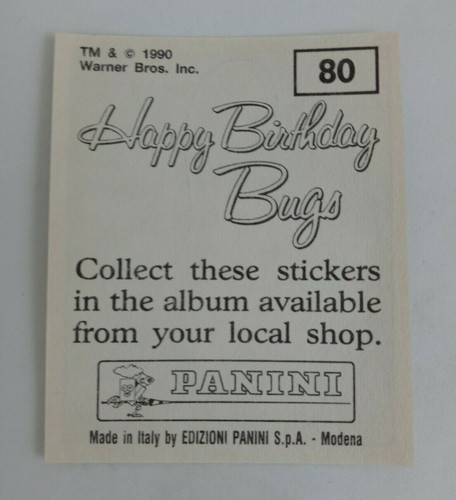 TM & © 1990
Warner Bros. Inc.
80
Happy Birthday
Bugs
Collect these stickers
in the album available
from your local shop.
PANINI
Made in Italy by EDIZIONI PANINI S.p.A. - Modena